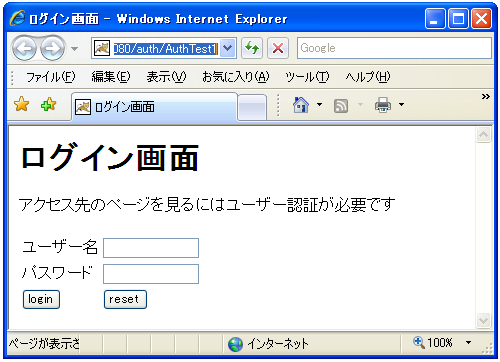 ログイン画面 - Windows Internet Explorer
080/auth/AuthTest1
Google
ファイル(F) 編集(E) 表示(V) お気に入り(A) ツール(T) ヘルプ(H)
ログイン画面
ログイン画面
アクセス先のページを見るにはユーザー認証が必要です
ユーザー名
パスワード
login reset
ページが表示さ インターネット 100%